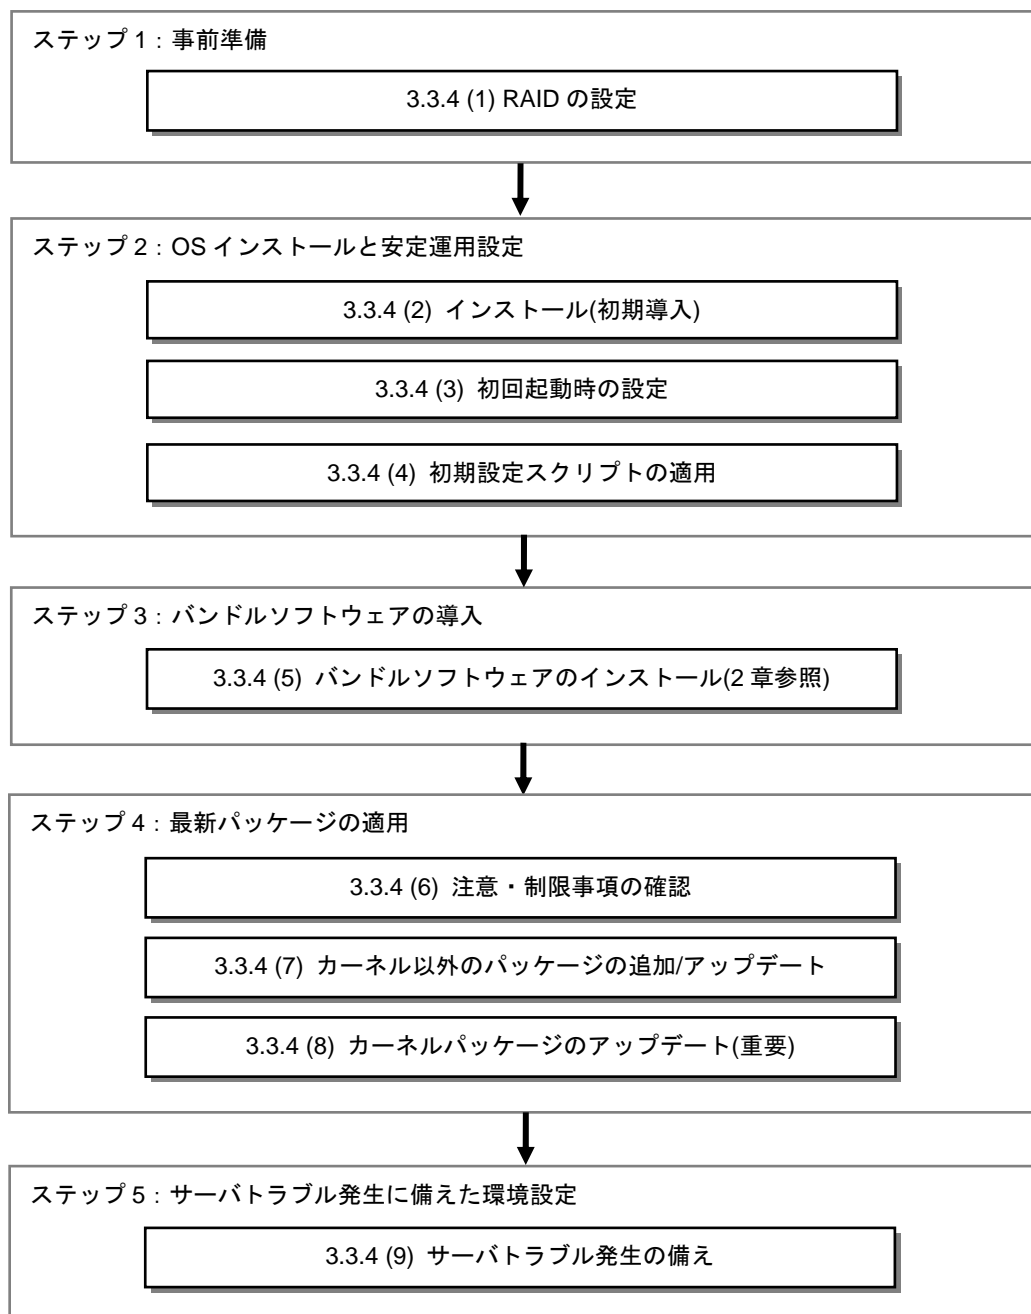 ステップ 1：事前準備
3.3.4 (1) RAID の設定
ステップ 2：OS インストールと安定運用設定
3.3.4 (2) インストール(初期導入)
3.3.4 (3) 初回起動時の設定
3.3.4 (4) 初期設定スクリプトの適用
ステップ 3：バンドルソフトウェアの導入
3.3.4 (5) バンドルソフトウェアのインストール(2 章参照)
ステップ 4：最新パッケージの適用
3.3.4 (6) 注意・制限事項の確認
3.3.4 (7) カーネル以外のパッケージの追加/アップデート
3.3.4 (8) カーネルパッケージのアップデート(重要)
ステップ 5：サーバトラブル発生に備えた環境設定
3.3.4 (9) サーバトラブル発生の備え